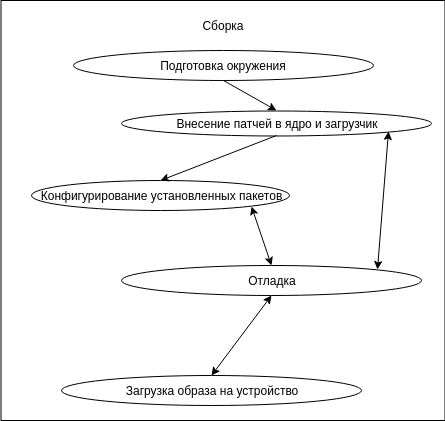 Сборка
Подготовка окружения
Внесение патчей в ядро и загрузчик
Конфигурирование установленных пакетов
Отладка
Загрузка образа на устройство